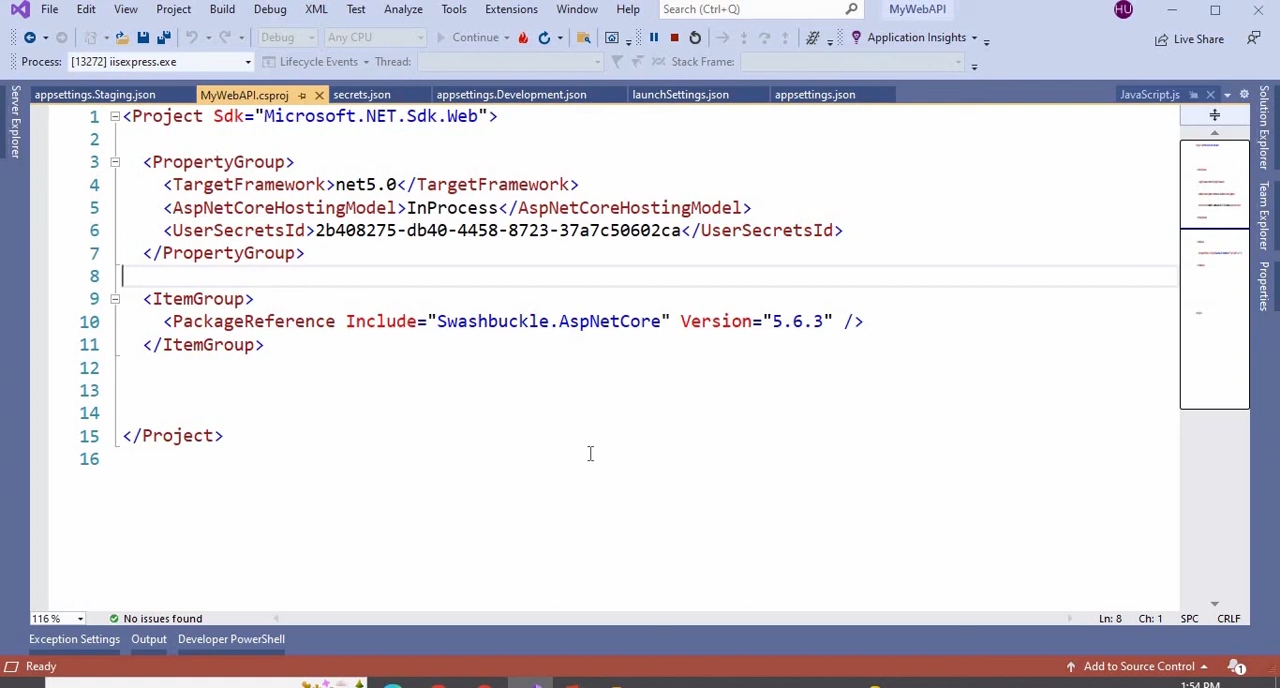 File Edit View Project Build Debug XML Test Analyze Tools Extensions Window Help Search (Ctrl+Q) MyWebAPI HU
Debug Any CPU Continue Application Insights Live Share
Process: [13272] iisexpress.exe Lifecycle Events Thread: Stack Frame:
appsettings.Staging.json MyWebAPI.csproj secrets.json appsettings.Development.json launchSettings.json appsettings.json JavaScript.js
Server Explorer
1 <Project Sdk="Microsoft.NET.Sdk.Web">
2
3 <PropertyGroup>
4 <TargetFramework>net5.0</TargetFramework>
5 <AspNetCoreHostingModel>InProcess</AspNetCoreHostingModel>
6 <UserSecretsId>2b408275-db40-4458-8723-37a7c50602ca</UserSecretsId>
7 </PropertyGroup>
8
9 <ItemGroup>
10 <PackageReference Include="Swashbuckle.AspNetCore" Version="5.6.3" />
11 </ItemGroup>
12
13
14
15 </Project>
16
Solution Explorer
Team Explorer
Properties
116 % No issues found Ln: 8 Ch: 1 SPC CRLF
Exception Settings Output Developer PowerShell
Ready Add to Source Control 1
1:54 PM